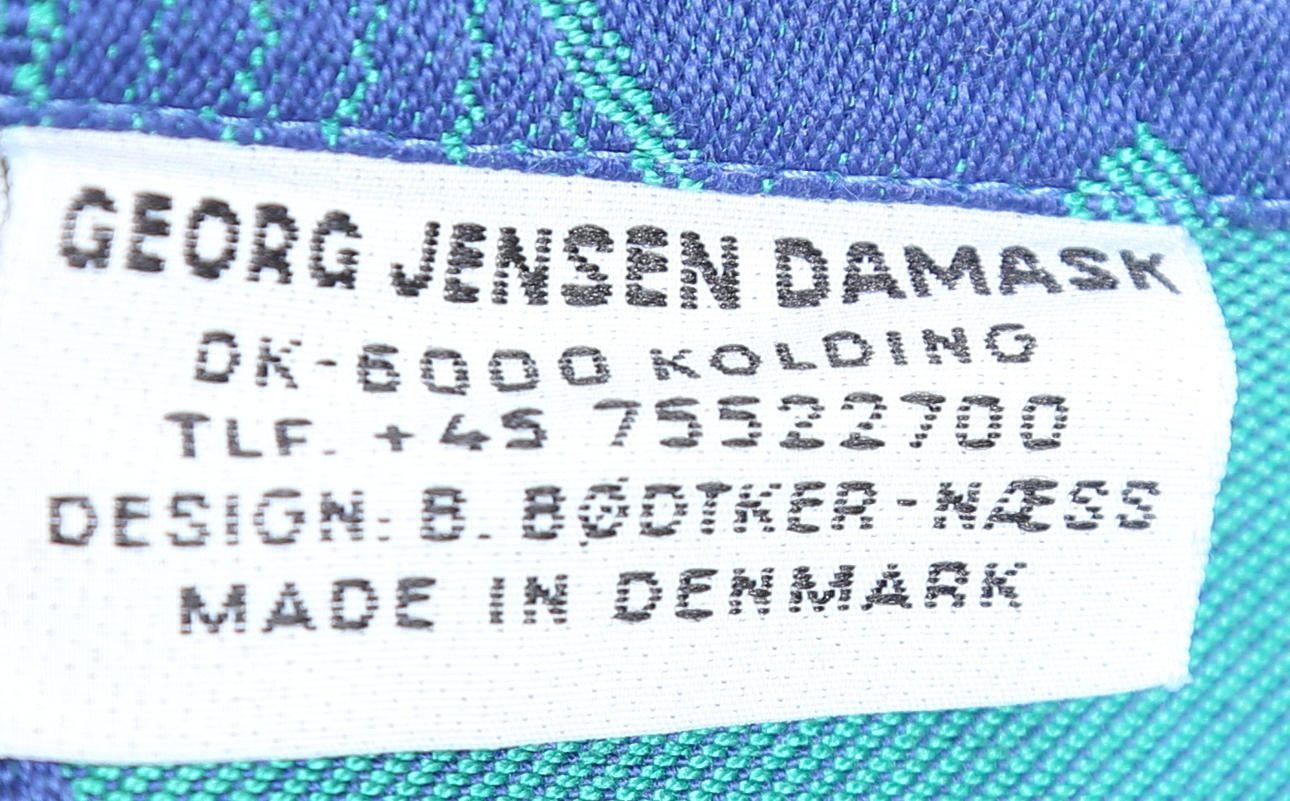 GEORG JENSEN DAMASK
DK-6000 KOLDING
TLF. +45 75522700
DESIGN: B. BØDTKER-NÆSS
MADE IN DENMARK